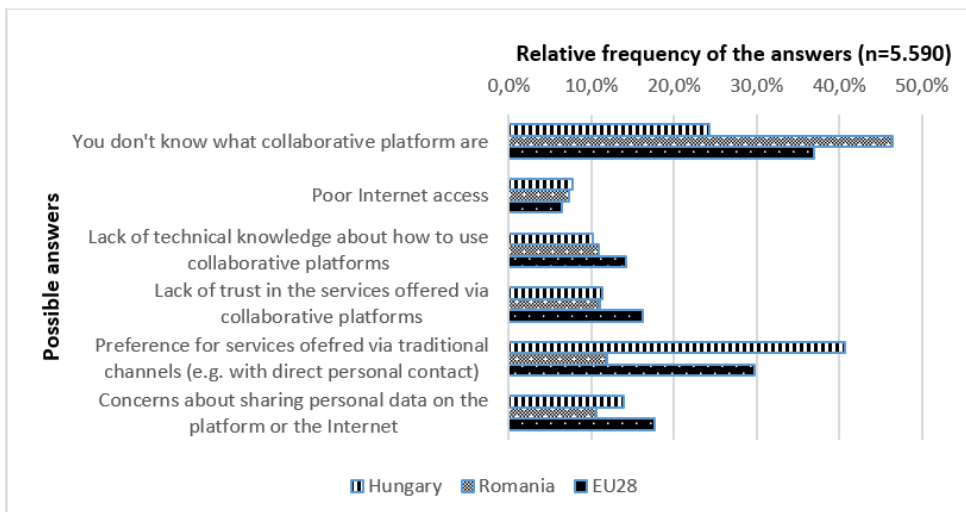 Relative frequency of the answers (n=5.590)
0,0% 10,0% 20,0% 30,0% 40,0% 50,0%
Possible answers
You don't know what collaborative platform are
Poor Internet access
Lack of technical knowledge about how to use
collaborative platforms
Lack of trust in the services offered via
collaborative platforms
Preference for services ofefred via traditional
channels (e.g. with direct personal contact)
Concerns about sharing personal data on the
platform or the Internet
Hungary Romania EU28